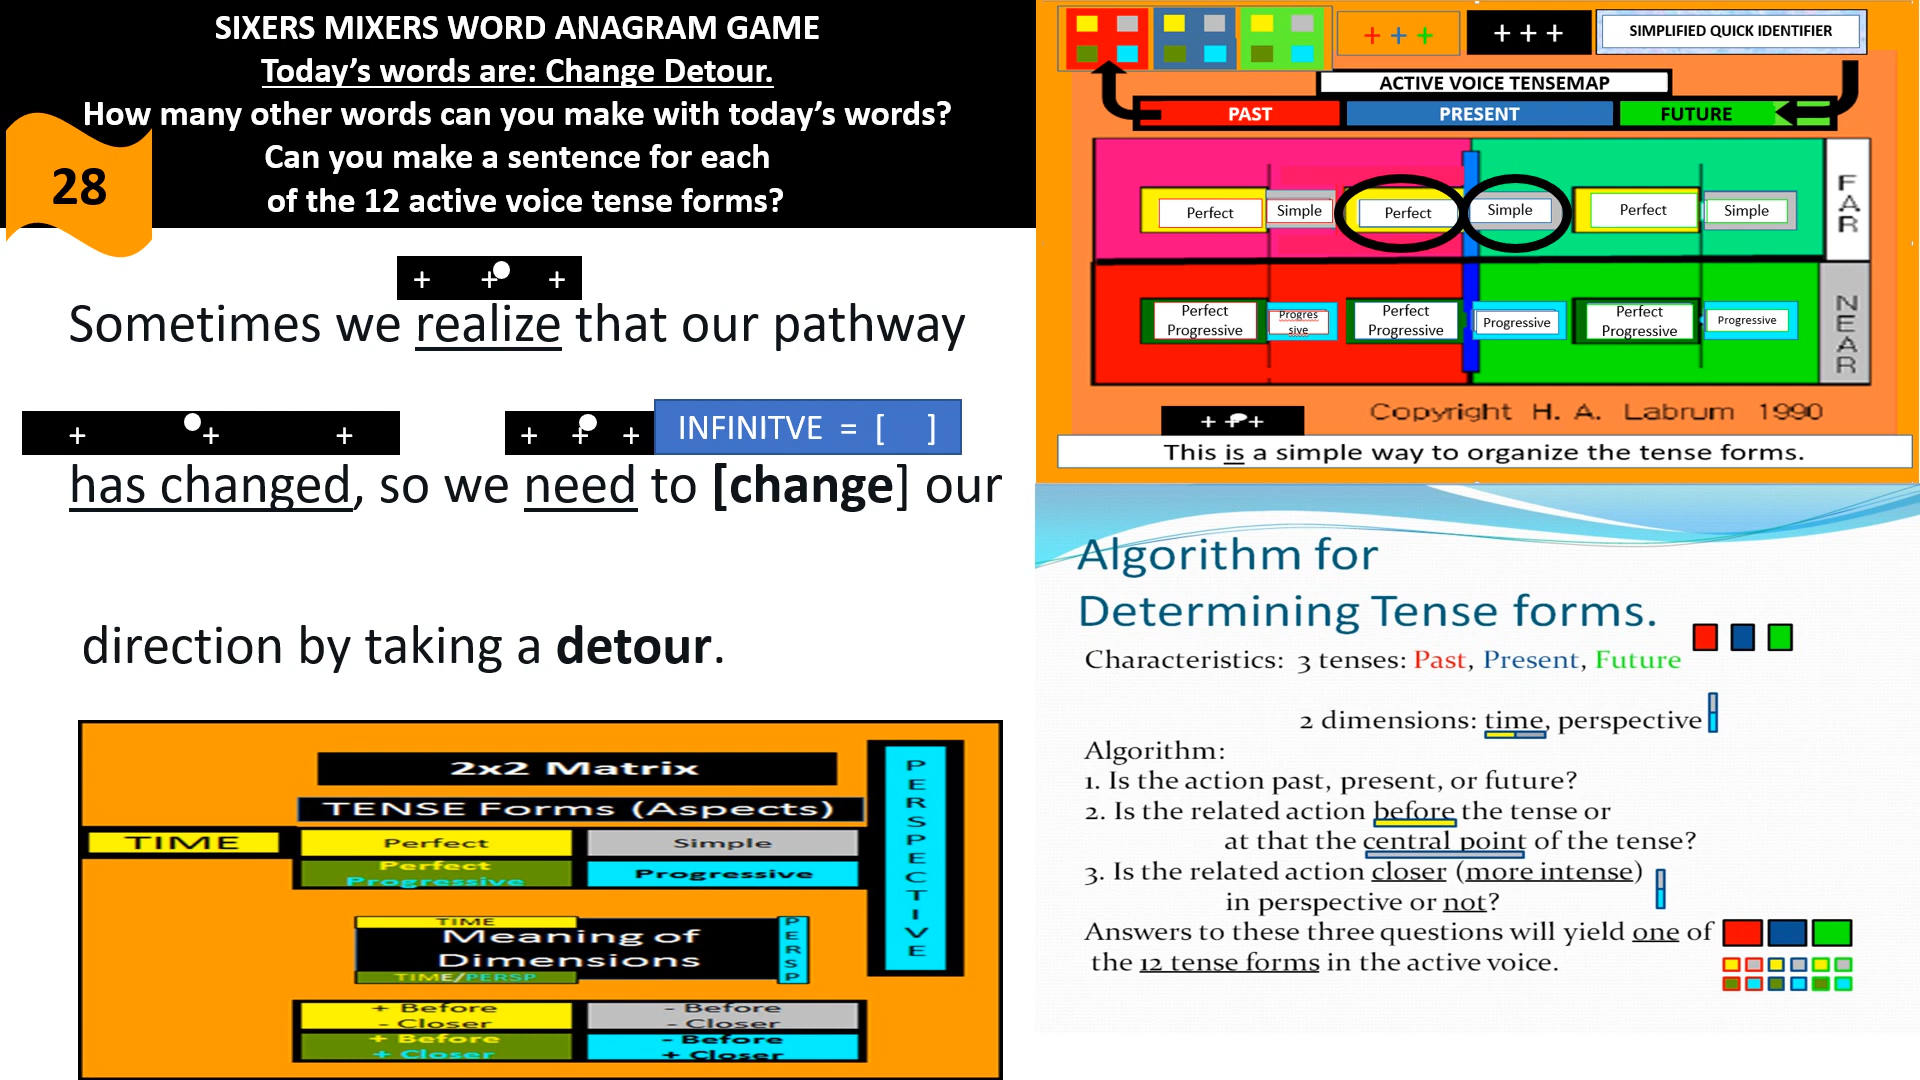 SIXERS MIXERS WORD ANAGRAM GAME
Today’s words are: Change Detour.
How many other words can you make with today’s words?
Can you make a sentence for each
of the 12 active voice tense forms?
28
+ + +
Sometimes we realize that our pathway
+ + +
+ + +
INFINITVE = [ ]
has changed, so we need to [change] our
direction by taking a detour.
2x2 Matrix
TENSE Forms (Aspects)
TIME
Perfect
Simple
Perfect
Progressive
Progressive
PERSPECTIVE
TIME
Meaning of
Dimensions
TIME/PERSP
PERSP
+ Before
- Closer
- Before
- Closer
+ Before
+ Closer
- Before
+ Closer
+ + +
+ + +
SIMPLIFIED QUICK IDENTIFIER
ACTIVE VOICE TENSEMAP
PAST
PRESENT
FUTURE
Perfect
Simple
Perfect
Simple
Perfect
Simple
FAR
Perfect
Progressive
Progres
sive
Perfect
Progressive
Progressive
Perfect
Progressive
Progressive
NEAR
Copyright H. A. Labrum 1990
+ + +
This is a simple way to organize the tense forms.
Algorithm for
Determining Tense forms.
Characteristics: 3 tenses: Past, Present, Future
2 dimensions: time, perspective
Algorithm:
1. Is the action past, present, or future?
2. Is the related action before the tense or
at that the central point of the tense?
3. Is the related action closer (more intense)
in perspective or not?
Answers to these three questions will yield one of
the 12 tense forms in the active voice.